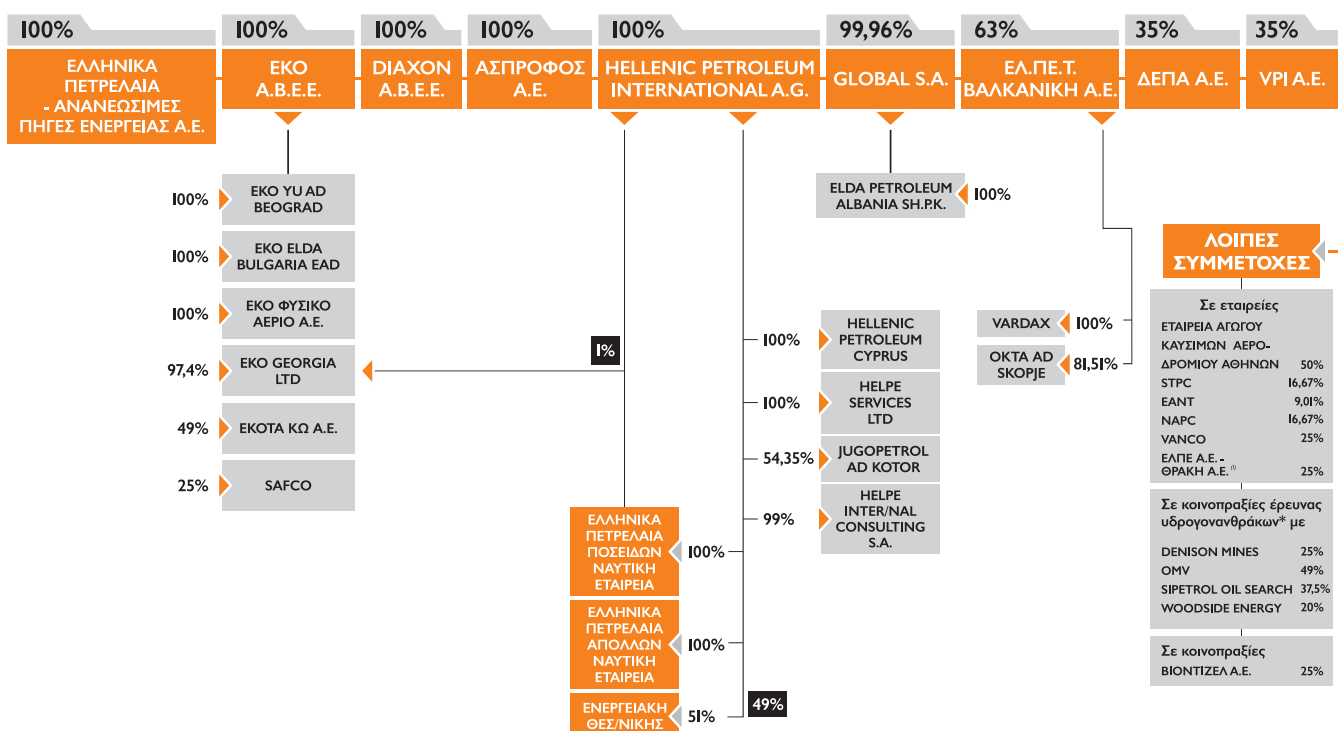 100%
ΕΛΛΗΝΙΚΑ
ΠΕΤΡΕΛΑΙΑ
- ΑΝΑΝΕΩΣΙΜΕΣ
ΠΗΓΕΣ ΕΝΕΡΓΕΙΑΣ Α.Ε.
100%
ΕΚΟ
Α.Β.Ε.Ε.
100%
DIAXON
Α.Β.Ε.Ε.
100%
ΑΣΠΡΟΦΟΣ
Α.Ε.
100%
HELLENIC PETROLEUM
INTERNATIONAL A.G.
99,96%
GLOBAL S.A.
63%
ΕΛ.ΠΕ.Τ.
ΒΑΛΚΑΝΙΚΗ Α.Ε.
35%
ΔΕΠΑ Α.Ε.
35%
VPI Α.Ε.
100%
EKO YU AD
BEOGRAD
100%
EKO ELDA
BULGARIA EAD
100%
ΕΚΟ ΦΥΣΙΚΟ
ΑΕΡΙΟ Α.Ε.
97,4%
EKO GEORGIA
LTD
1%
49%
ΕΚΟΤΑ ΚΩ Α.Ε.
25%
SAFCO
ΕΛΛΗΝΙΚΑ
ΠΕΤΡΕΛΑΙΑ
ΠΟΣΕΙΔΩΝ
ΝΑΥΤΙΚΗ
ΕΤΑΙΡΕΙΑ
100%
ΕΛΛΗΝΙΚΑ
ΠΕΤΡΕΛΑΙΑ
ΑΠΟΛΛΩΝ
ΝΑΥΤΙΚΗ
ΕΤΑΙΡΕΙΑ
100%
ΕΝΕΡΓΕΙΑΚΗ
ΘΕΣ/ΝΙΚΗΣ
51%
49%
100%
HELLENIC
PETROLEUM
CYPRUS
100%
HELPE
SERVICES
LTD
54,35%
JUGOPETROL
AD KOTOR
99%
HELPE
INTER/NAL
CONSULTING
S.A.
ELDA PETROLEUM
ALBANIA SH.P.K.
100%
VARDAX
100%
OKTA AD
SKOPJE
81,51%
ΛΟΙΠΕΣ
ΣΥΜΜΕΤΟΧΕΣ
Σε εταιρείες
ΕΤΑΙΡΕΙΑ ΑΓΩΓΟΥ
ΚΑΥΣΙΜΩΝ ΑΕΡΟ-
ΔΡΟΜΙΟΥ ΑΘΗΝΩΝ 50%
STPC 16,67%
ΕΑΝΤ 9,01%
NAPC 16,67%
VANCO 25%
ΕΛΠΕ Α.Ε. -
ΘΡΑΚΗ Α.Ε. (1) 25%
Σε κοινοπραξίες έρευνας
υδρογονανθράκων* με
DENISON MINES 25%
OMV 49%
SIPETROL OIL SEARCH 37,5%
WOODSIDE ENERGY 20%
Σε κοινοπραξίες
ΒΙΟΝΤΙΖΕΛ Α.Ε. 25%